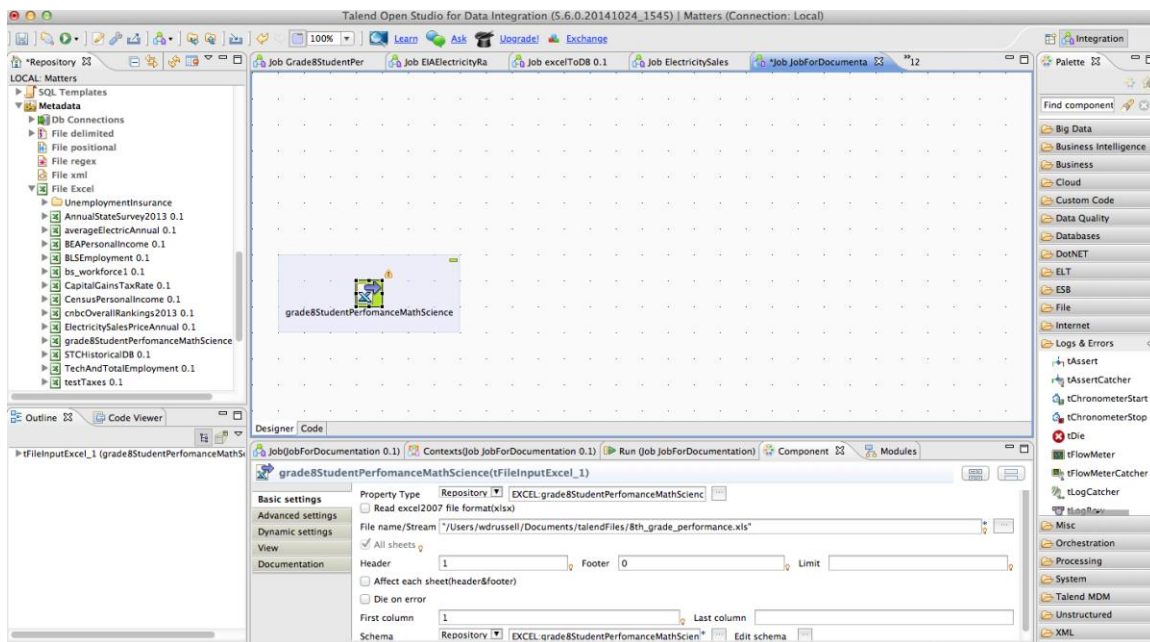 Talend Open Studio for Data Integration (5.6.0.20141024_1545) | Matters (Connection: Local)
100%
Learn
Ask
Upgrade!
Exchange
Integration
*Repository
Job Grade8StudentPer
Job EIAElectricityRa
Job excelToDB 0.1
Job ElectricitySales
*Job JobForDocumenta
12
Palette
LOCAL: Matters
SQL Templates
Metadata
Db Connections
File delimited
File positional
File regex
File xml
File Excel
UnemploymentInsurance
AnnualStateSurvey2013 0.1
averageElectricAnnual 0.1
BEAPersonalIncome 0.1
BLSEmployment 0.1
bs_workforce1 0.1
CapitalGainsTaxRate 0.1
CensusPersonalIncome 0.1
cnbcOverallRankings2013 0.1
ElectricitySalesPriceAnnual 0.1
grade8StudentPerfomanceMathScience
STCHistoricalDB 0.1
TechAndTotalEmployment 0.1
testTaxes 0.1
grade8StudentPerfomanceMathScience
Designer
Code
Find component
Big Data
Business Intelligence
Business
Cloud
Custom Code
Data Quality
Databases
DotNET
ELT
ESB
File
Internet
Logs & Errors
tAssert
tAssertCatcher
tChronometerStart
tChronometerStop
tDie
tFlowMeter
tFlowMeterCatcher
tLogCatcher
Misc
Orchestration
Processing
System
Talend MDM
Unstructured
XML
Outline
Code Viewer
tFileInputExcel_1 (grade8StudentPerfomanceMathSc
Job(JobForDocumentation 0.1)
Contexts(Job JobForDocumentation 0.1)
Run (Job JobForDocumentation)
Component
Modules
grade8StudentPerfomanceMathScience(tFileInputExcel_1)
Basic settings
Advanced settings
Dynamic settings
View
Documentation
Property Type Repository EXCEL:grade8StudentPerfomanceMathScienc
Read excel2007 file format(xlsx)
File name/Stream "/Users/wdrussell/Documents/talendFiles/8th_grade_performance.xls" *
All sheets
Header 1 Footer 0 Limit
Affect each sheet(header&footer)
Die on error
First column 1 Last column
Schema Repository EXCEL:grade8StudentPerfomanceMathScien* Edit schema